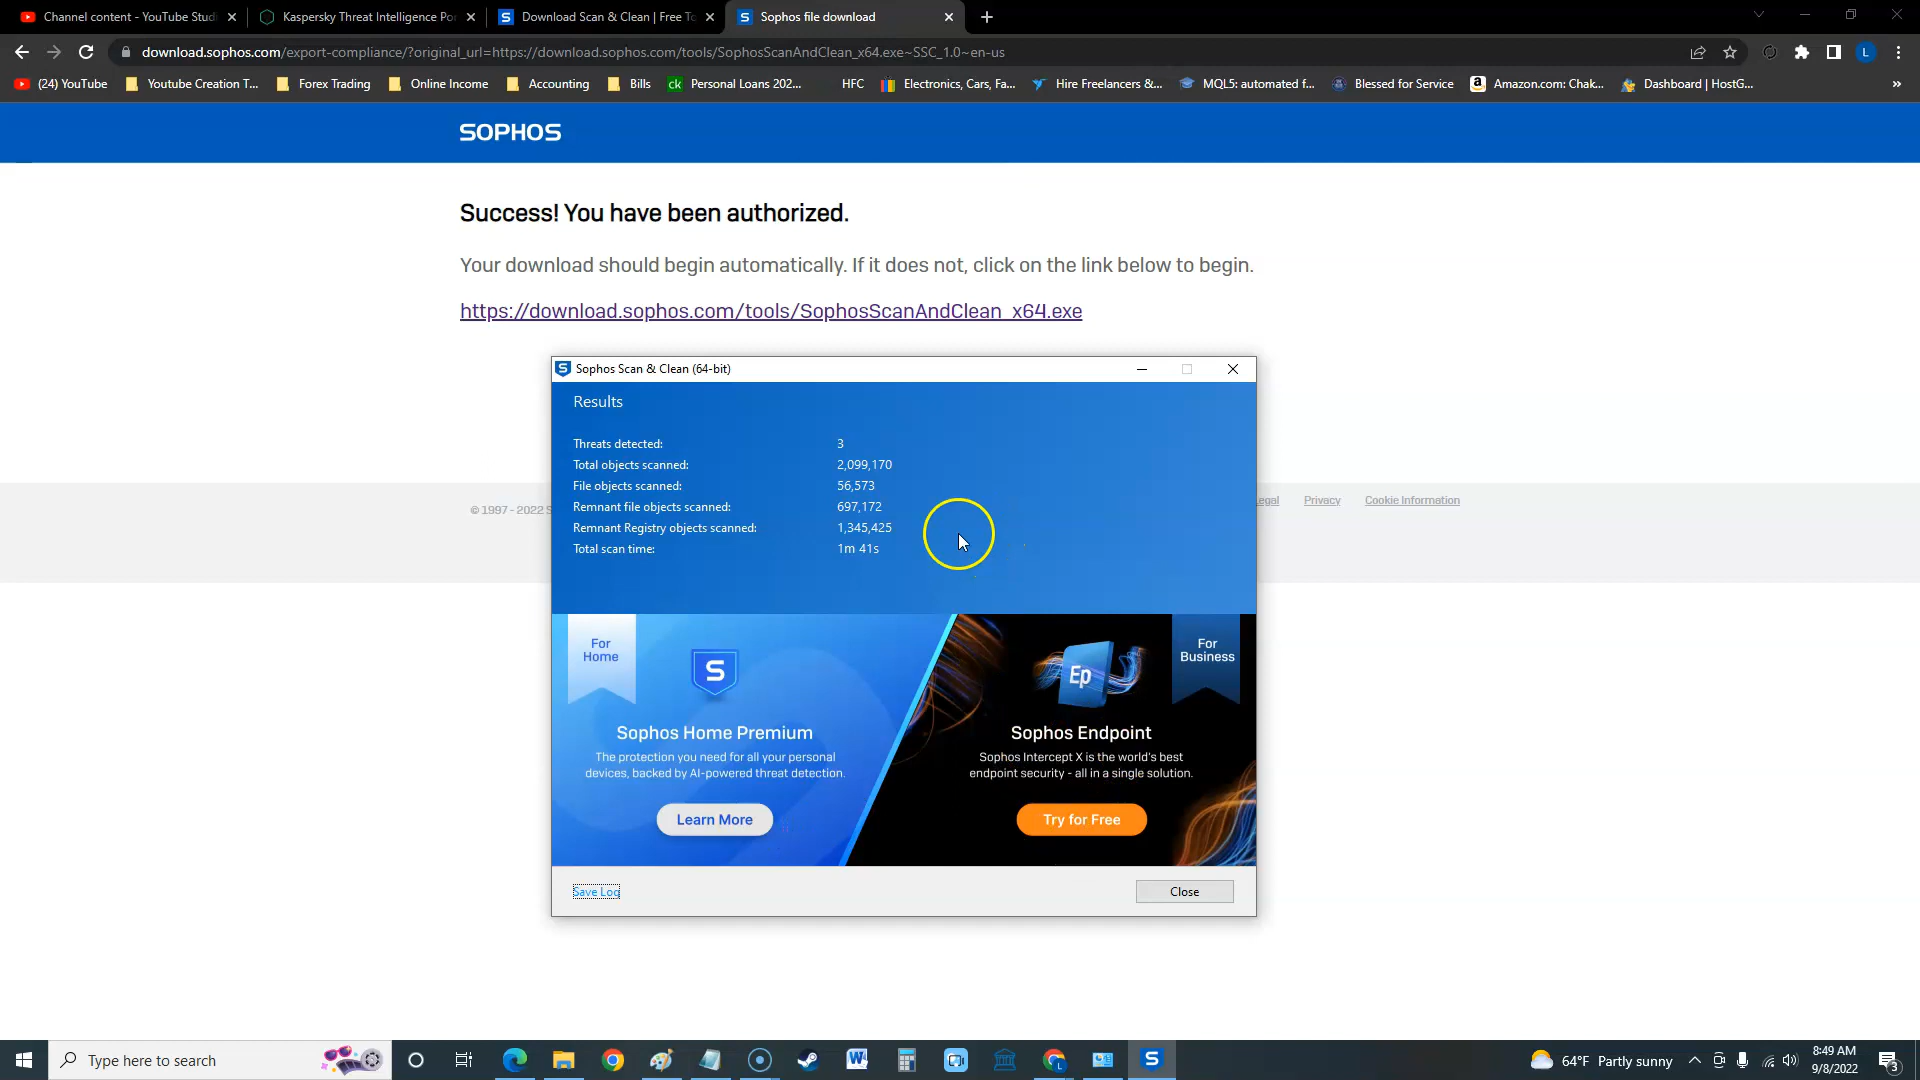 Channel content - YouTube Studi
Kaspersky Threat Intelligence Por
Download Scan & Clean | Free To
Sophos file download
download.sophos.com/export-compliance/?original_url=https://download.sophos.com/tools/SophosScanAndClean_x64.exe~SSC_1.0~en-us
L
(24) YouTube
Youtube Creation T...
Forex Trading
Online Income
Accounting
Bills
ck Personal Loans 202...
HFC
Electronics, Cars, Fa...
Hire Freelancers &...
MQL5: automated f...
Blessed for Service
Amazon.com: Chak...
Dashboard | HostG...
SOPHOS
Success! You have been authorized.
Your download should begin automatically. If it does not, click on the link below to begin.
https://download.sophos.com/tools/SophosScanAndClean_x64.exe
Sophos Scan & Clean (64-bit)
Results
Threats detected: 3
Total objects scanned: 2,099,170
File objects scanned: 56,573
Remnant file objects scanned: 697,172
Remnant Registry objects scanned: 1,345,425
Total scan time: 1m 41s
© 1997 - 2022 S
egal Privacy Cookie Information
For
Home
S
Sophos Home Premium
The protection you need for all your personal
devices, backed by AI-powered threat detection.
Learn More
For
Business
Ep
Sophos Endpoint
Sophos Intercept X is the world's best
endpoint security - all in a single solution.
Try for Free
Save Log
Close
Type here to search
64°F Partly sunny
8:49 AM
9/8/2022
3